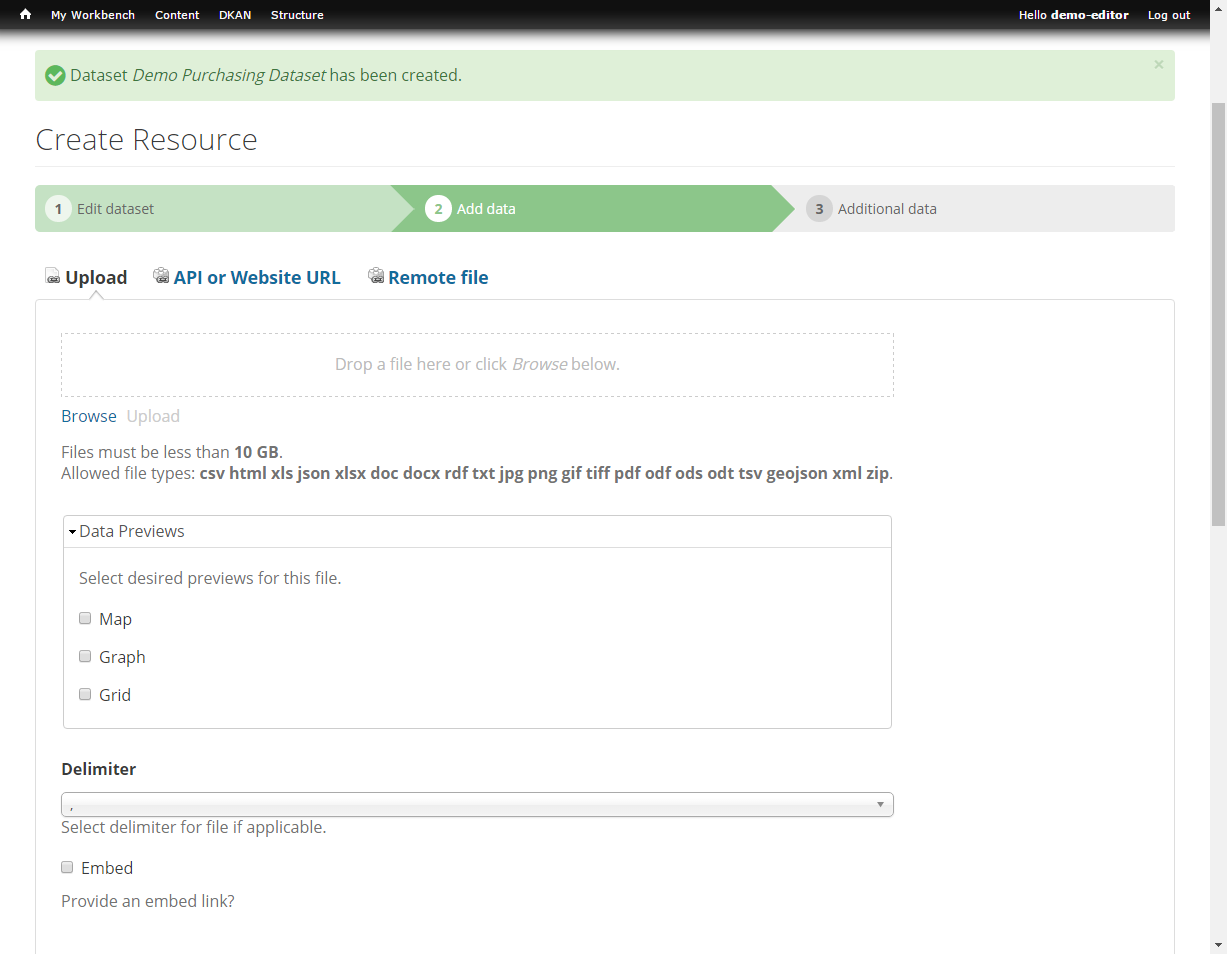 My Workbench Content DKAN Structure Hello demo-editor Log out
Dataset Demo Purchasing Dataset has been created. ×
Create Resource
1 Edit dataset 2 Add data 3 Additional data
Upload API or Website URL Remote file
Drop a file here or click Browse below.
Browse Upload
Files must be less than 10 GB.
Allowed file types: csv html xls json xlsx doc docx rdf txt jpg png gif tiff pdf odf ods odt tsv geojson xml zip.
Data Previews
Select desired previews for this file.
Map
Graph
Grid
Delimiter
,
Select delimiter for file if applicable.
Embed
Provide an embed link?